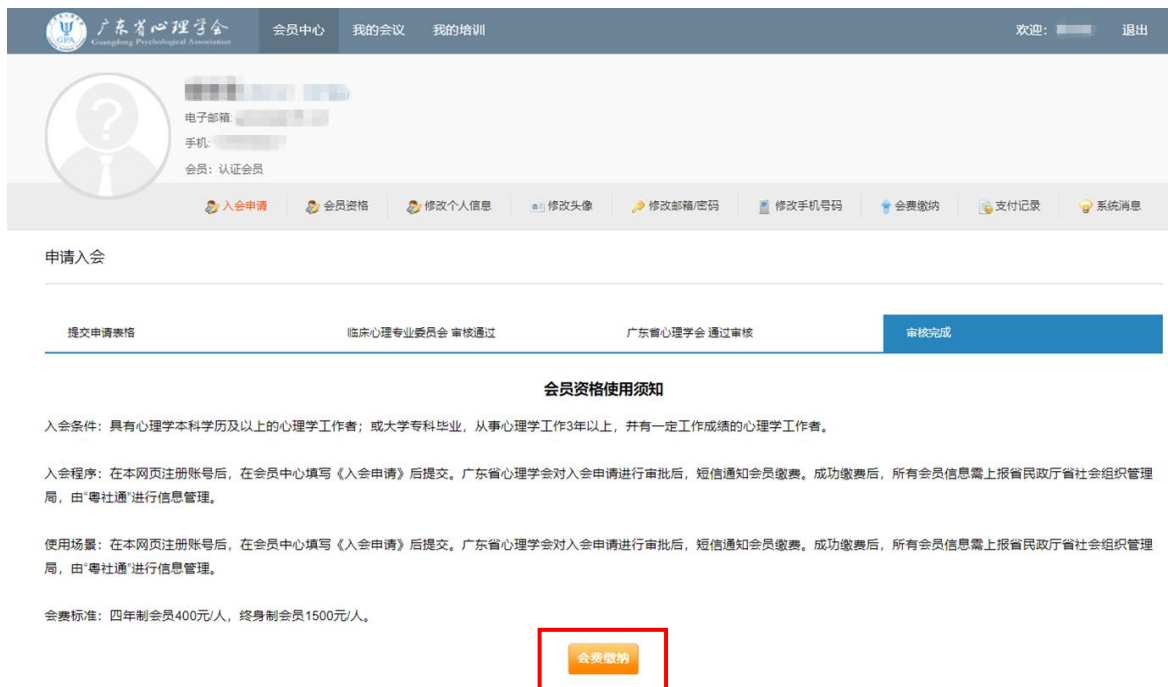 广东省心理学会
GPA
Guangdong Psychological Association
会员中心 我的会议 我的培训
欢迎: 退出
电子邮箱:
手机:
会员: 认证会员
入会申请 会员资格 修改个人信息 修改头像 修改邮箱/密码 修改手机号码 会费缴纳 支付记录 系统消息
申请入会
提交申请表格 临床心理专业委员会 审核通过 广东省心理学会 通过审核 审核完成
会员资格使用须知
入会条件: 具有心理学本科学历及以上的心理学工作者; 或大学专科毕业, 从事心理学工作3年以上, 并有一定工作成绩的心理学工作者。
入会程序: 在本网页注册账号后, 在会员中心填写《入会申请》后提交。广东省心理学会对入会申请进行审批后, 短信通知会员缴费。成功缴费后, 所有会员信息需上报省民政厅省社会组织管理
局, 由“粤社通”进行信息管理。
使用场景: 在本网页注册账号后, 在会员中心填写《入会申请》后提交。广东省心理学会对入会申请进行审批后, 短信通知会员缴费。成功缴费后, 所有会员信息需上报省民政厅省社会组织管理
局, 由“粤社通”进行信息管理。
会费标准: 四年制会员400元/人, 终身制会员1500元/人。
会费缴纳